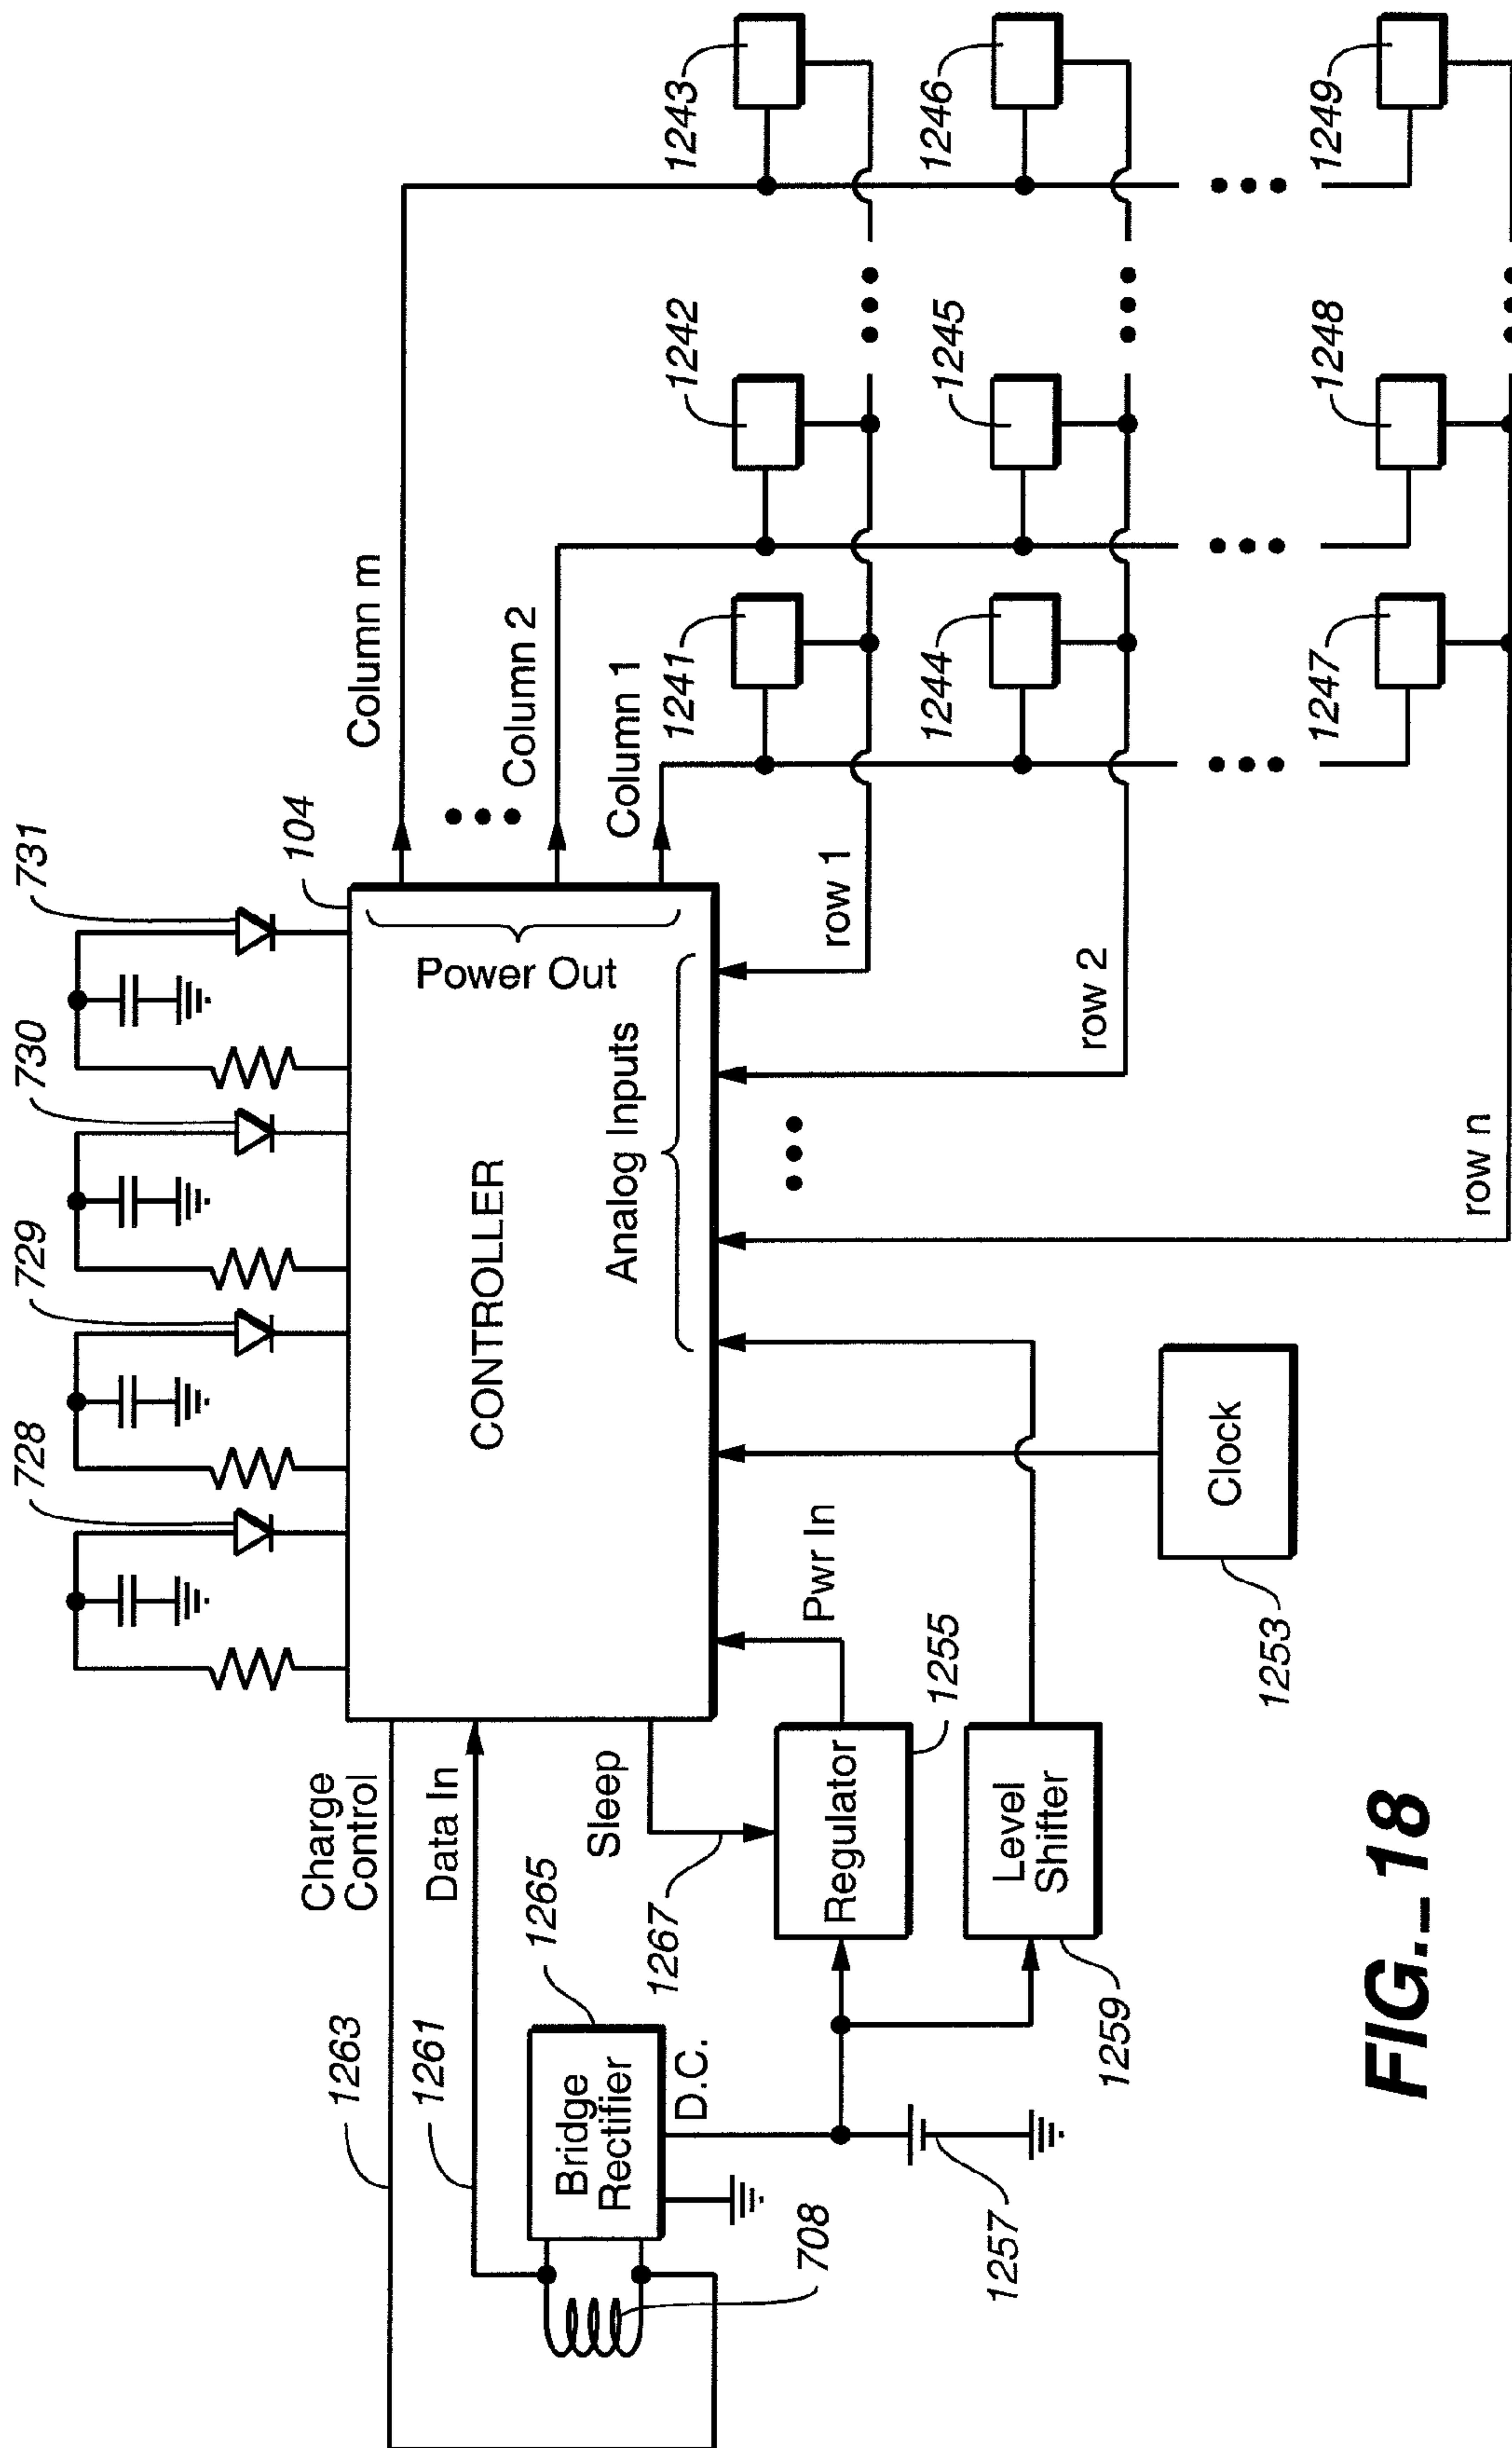 731
730
729
728
104
Column m
Column 2
Column 1
Power Out
CONTROLLER
Analog Inputs
Charge
Control
Data In
Sleep
Pwr In
row 1
row 2
row n
1263
1261
1265
1267
Bridge
Rectifier
D.C.
708
Regulator
1255
Level
Shifter
1259
1257
Clock
1253
1241
1242
1243
1244
1245
1246
1247
1248
1249
FIG._18